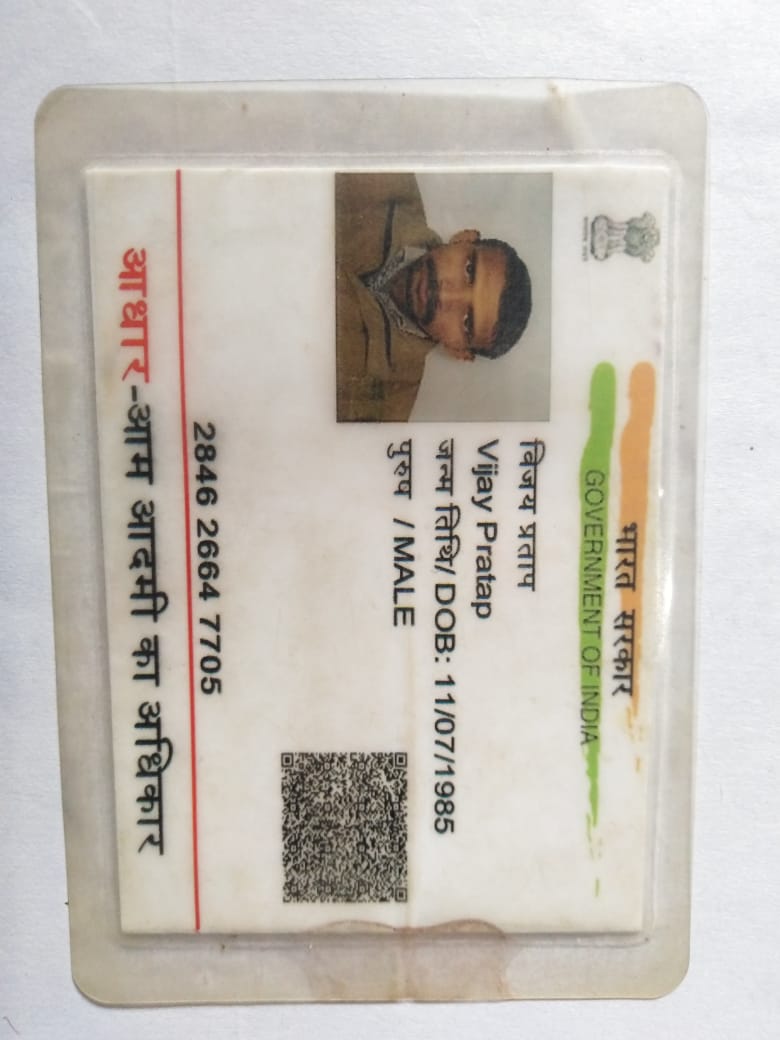 भारत सरकार
GOVERNMENT OF INDIA
विजय प्रताप
Vijay Pratap
जन्म तिथि/ DOB: 11/07/1985
पुरुष / MALE
2846 2664 7705
आधार-आम आदमी का अधिकार